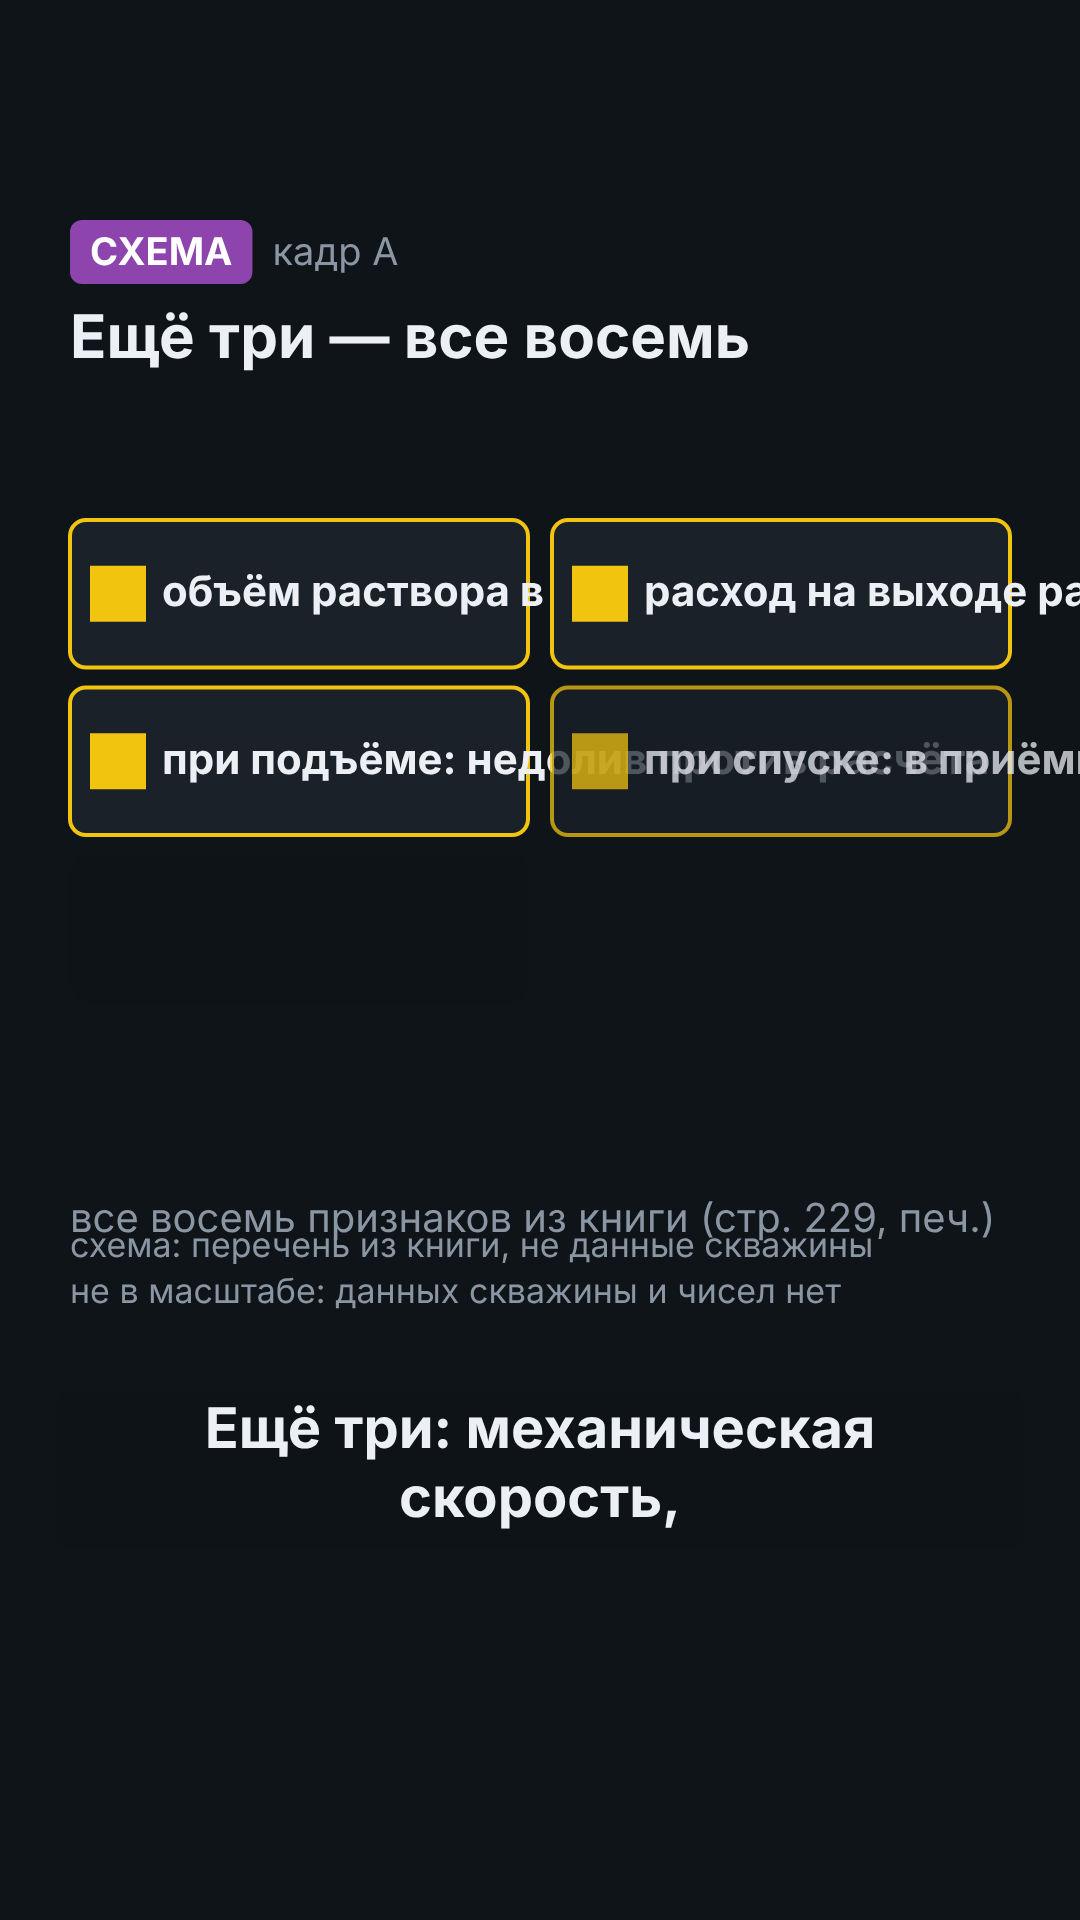 СХЕМА кадр А
Ещё три — все восемь
объём раствора в
расход на выходе
при подъёме:
при спуске: в
все восемь признаков из книги (стр. 229, печ.)
схема: перечень из книги, не данные скважины
не в масштабе: данных скважины и чисел нет
Ещё три: механическая
скорость,